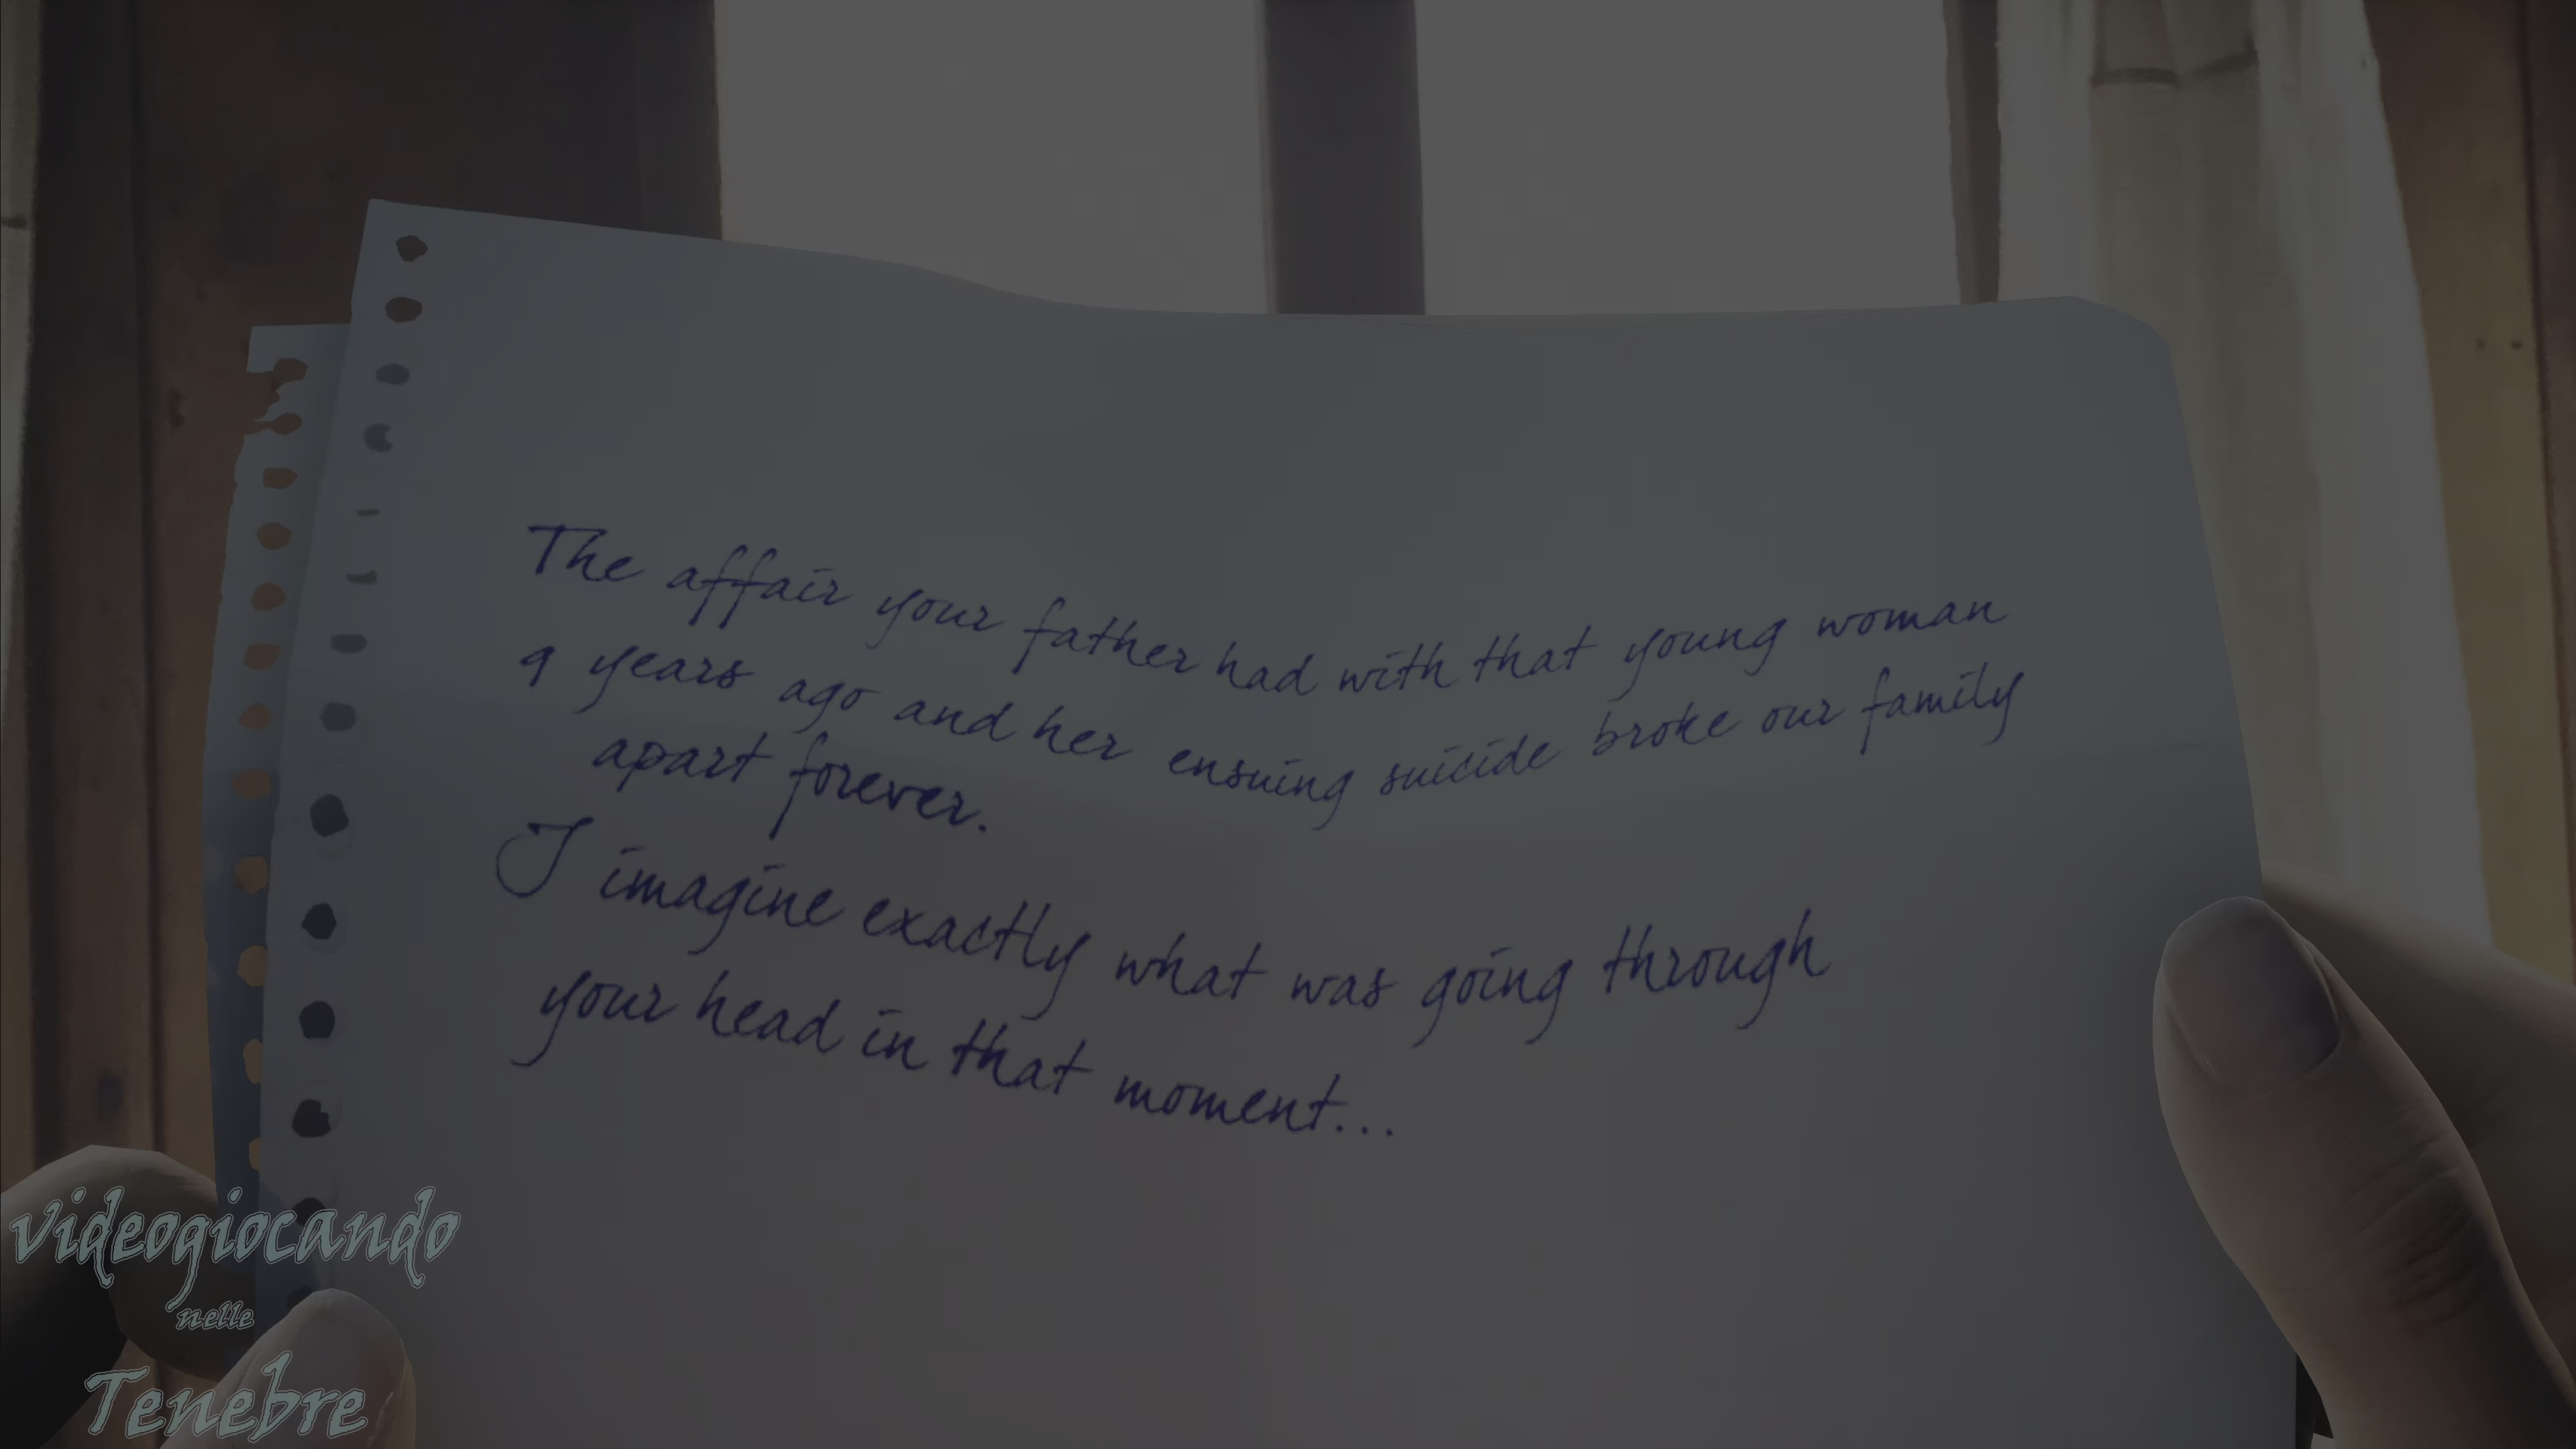 The affair your father had with that young woman
9 years ago and her ensuing suicide broke our family
apart forever.
I imagine exactly what was going through
your head in that moment...
videogiocando
nelle
Tenebre